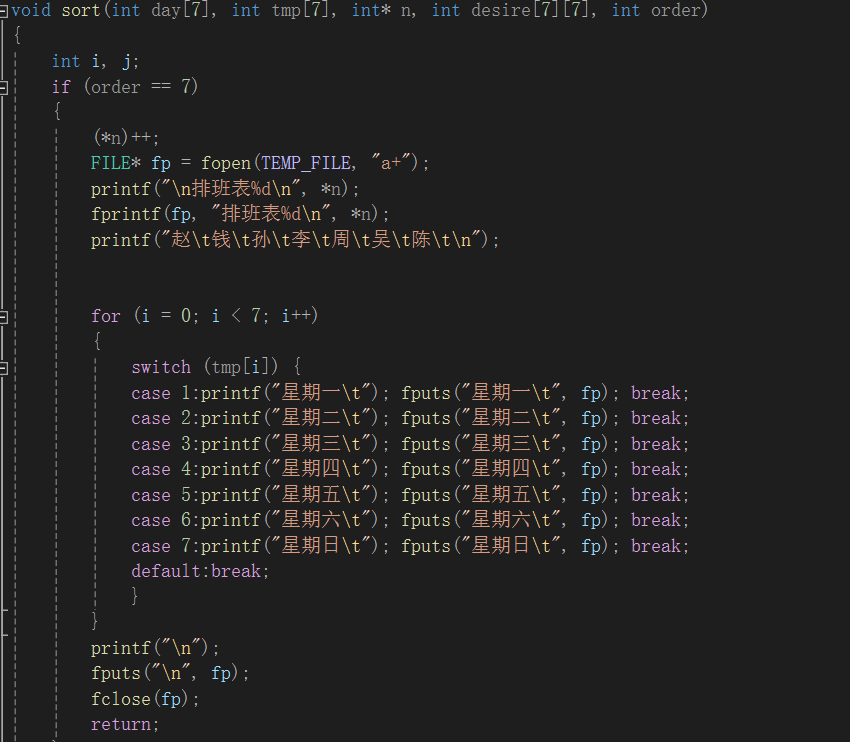 void sort(int day[7], int tmp[7], int* n, int desire[7][7], int order)
{
int i, j;
if (order == 7)
{
(*n)++;
FILE* fp = fopen(TEMP_FILE, "a+");
printf("\n排班表%d\n", *n);
fprintf(fp, "排班表%d\n", *n);
printf("赵\t钱\t孙\t李\t周\t吴\t陈\t\n");
for (i = 0; i < 7; i++)
{
switch (tmp[i]) {
case 1:printf("星期一\t"); fputs("星期一\t", fp); break;
case 2:printf("星期二\t"); fputs("星期二\t", fp); break;
case 3:printf("星期三\t"); fputs("星期三\t", fp); break;
case 4:printf("星期四\t"); fputs("星期四\t", fp); break;
case 5:printf("星期五\t"); fputs("星期五\t", fp); break;
case 6:printf("星期六\t"); fputs("星期六\t", fp); break;
case 7:printf("星期日\t"); fputs("星期日\t", fp); break;
default:break;
}
}
printf("\n");
fputs("\n", fp);
fclose(fp);
return;